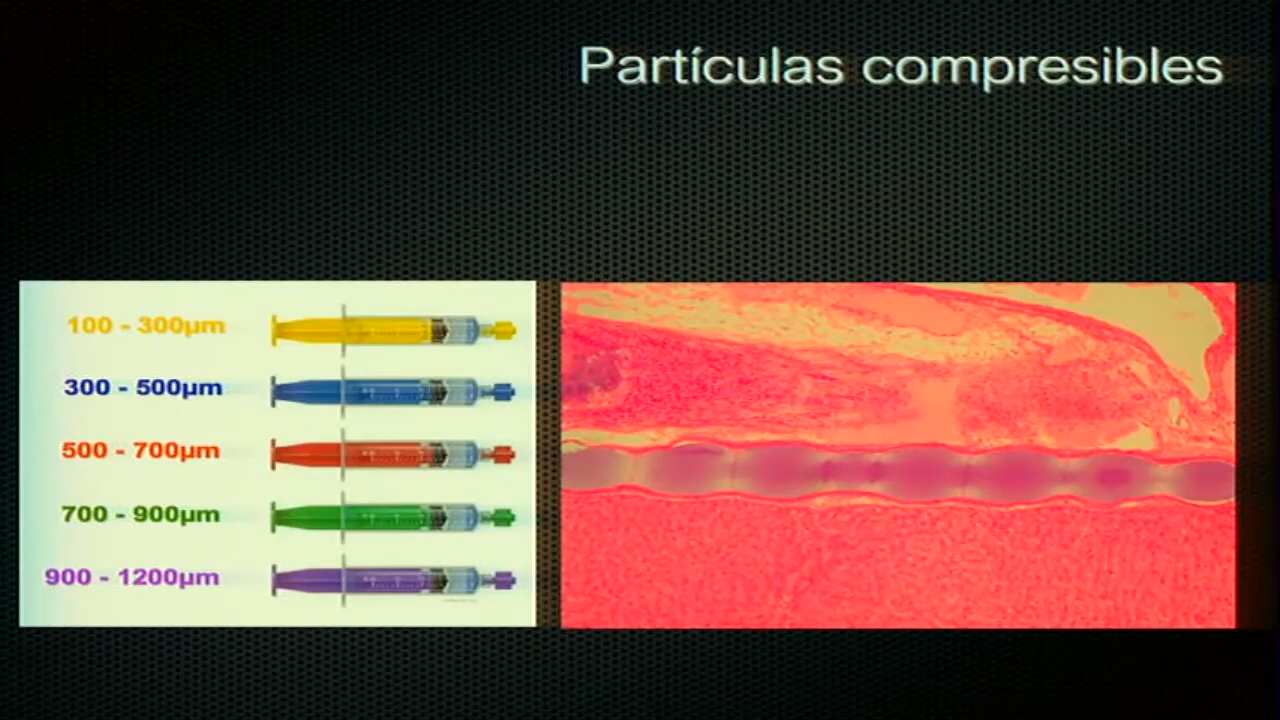 Partículas compresibles
100 - 300µm
300 - 500µm
500 - 700µm
700 - 900µm
900 - 1200µm